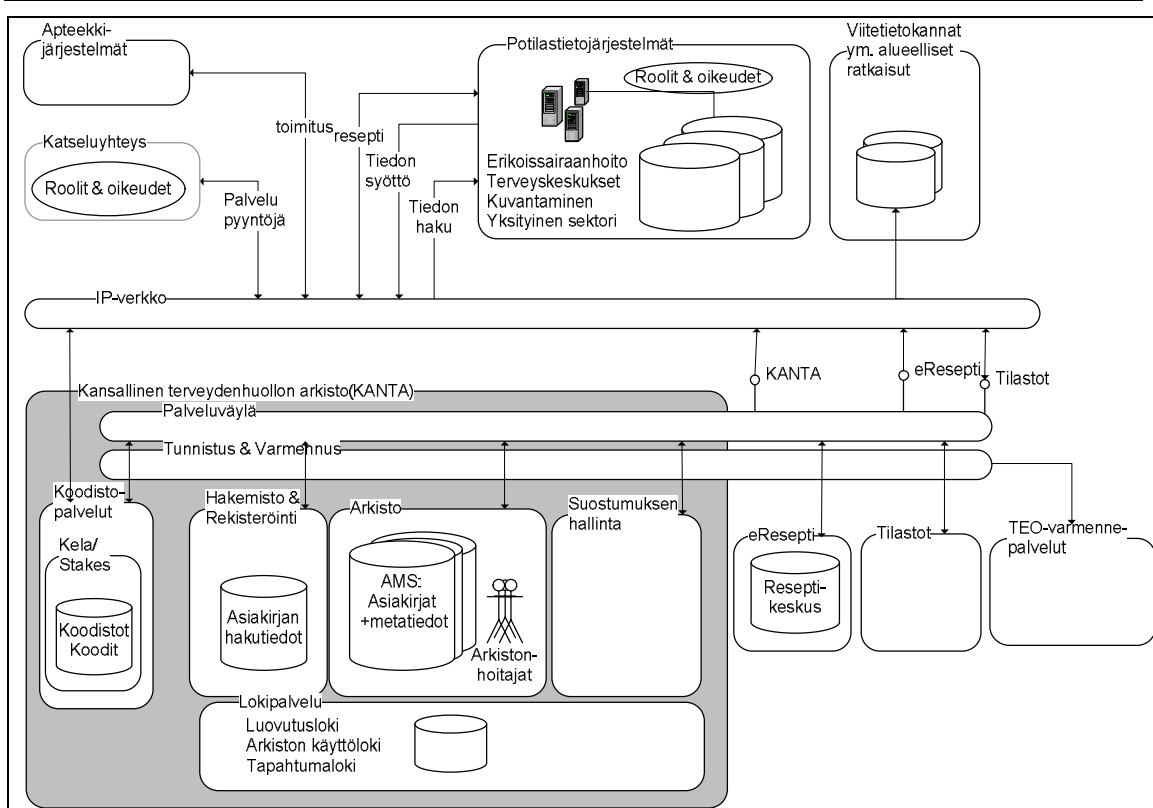 Apteekki-
järjestelmät
Potilastietojärjestelmät
Viitetietokannat
ym. alueelliset
ratkaisut
Roolit & oikeudet
toimitus
resepti
Katseluyhteys
Roolit & oikeudet
Tiedon
syöttö
Erikoissairaanhoito
Terveyskeskukset
Kuvantaminen
Yksityinen sektori
Palvelu
pyyntöjä
Tiedon
haku
IP-verkko
KANTA
eResepti
Tilastot
Kansallinen terveydenhuollon arkisto(KANTA)
Palveluväylä
Tunnistus & Varmennus
Koodisto-
palvelut
Hakemisto &
Rekisteröinti
Arkisto
Suostumuksen
hallinta
eResepti
Tilastot
TEO-varmenne-
palvelut
Kela/
Stakes
Koodistot
Koodit
Asiakirjan
hakutiedot
AMS:
Asiakirjat
+metatiedot
Arkiston-
hoitajat
Resepti-
keskus
Lokipalvelu
Luovutusloki
Arkiston käyttöloki
Tapahtumaloki